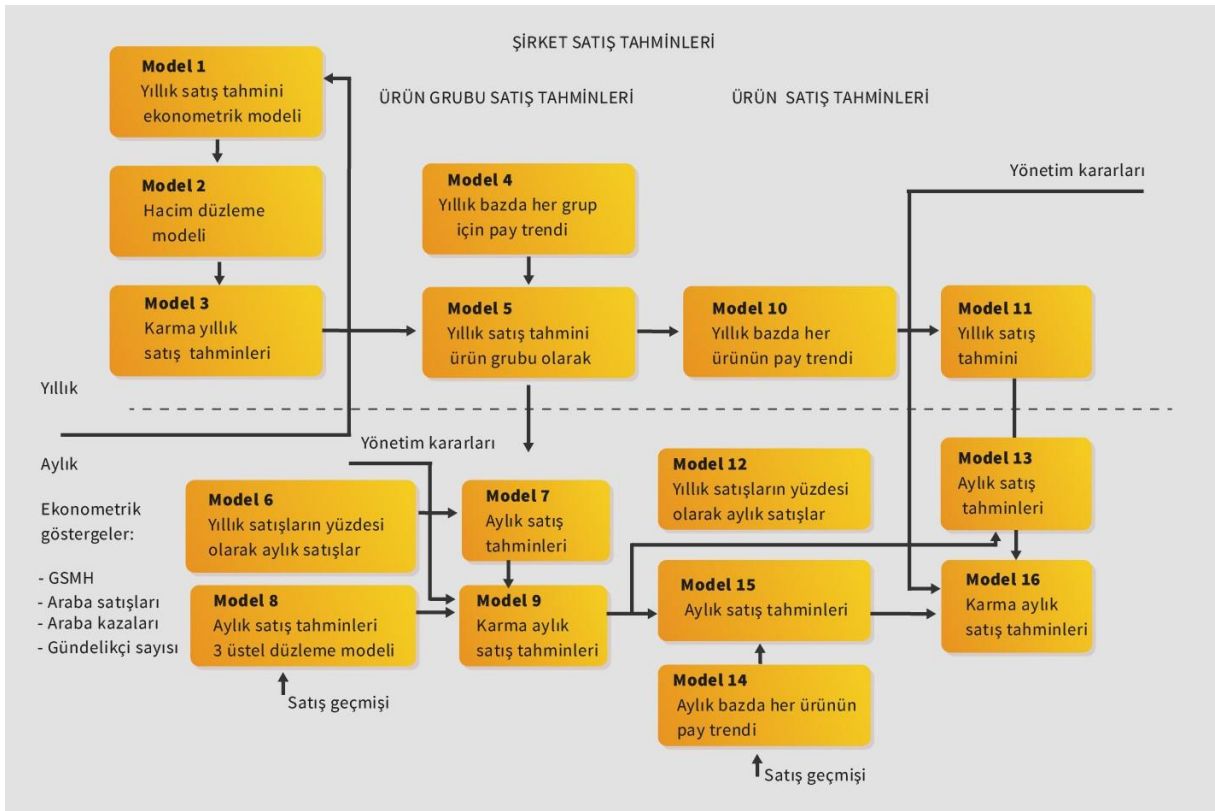 ŞİRKET SATIŞ TAHMİNLERİ
ÜRÜN GRUBU SATIŞ TAHMİNLERİ
ÜRÜN SATIŞ TAHMİNLERİ
Model 1
Yıllık satış tahmini
ekonometrik modeli
Model 2
Hacim düzleme
modeli
Model 3
Karma yıllık
satış tahminleri
Model 4
Yıllık bazda her grup
için pay trendi
Model 5
Yıllık satış tahmini
ürün grubu olarak
Model 10
Yıllık bazda her
ürünün pay trendi
Yönetim kararları
Model 11
Yıllık satış
tahmini
Yıllık
Aylık
Ekonometrik
göstergeler:
- GSMH
- Araba satışları
- Araba kazaları
- Gündelikçi sayısı
Yönetim kararları
Model 6
Yıllık satışların yüzdesi
olarak aylık satışlar
Model 7
Aylık satış
tahminleri
Model 8
Aylık satış tahminleri
3 üstel düzleme modeli
Satış geçmişi
Model 9
Karma aylık
satış tahminleri
Model 12
Yıllık satışların yüzdesi
olarak aylık satışlar
Model 13
Aylık satış
tahminleri
Model 15
Aylık satış tahminleri
Model 16
Karma aylık
satış tahminleri
Model 14
Aylık bazda her ürünün
pay trendi
Satış geçmişi